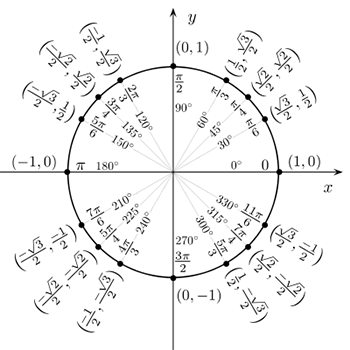 y
(0, 1)
(-1/2, √3/2)
(-√2/2, √2/2)
(-√3/2, 1/2)
(1/2, √3/2)
(√2/2, √2/2)
(√3/2, 1/2)
π/2
90°
2π/3
120°
3π/4
135°
5π/6
150°
π/3
60°
π/4
45°
π/6
30°
(−1, 0)
π
180°
0°
0
(1, 0)
x
7π/6
210°
5π/4
225°
4π/3
240°
270°
3π/2
300°
5π/3
315°
7π/4
330°
11π/6
(0, −1)
(-√3/2, -1/2)
(-√2/2, -√2/2)
(-1/2, -√3/2)
(√3/2, -1/2)
(√2/2, -√2/2)
(1/2, -√3/2)